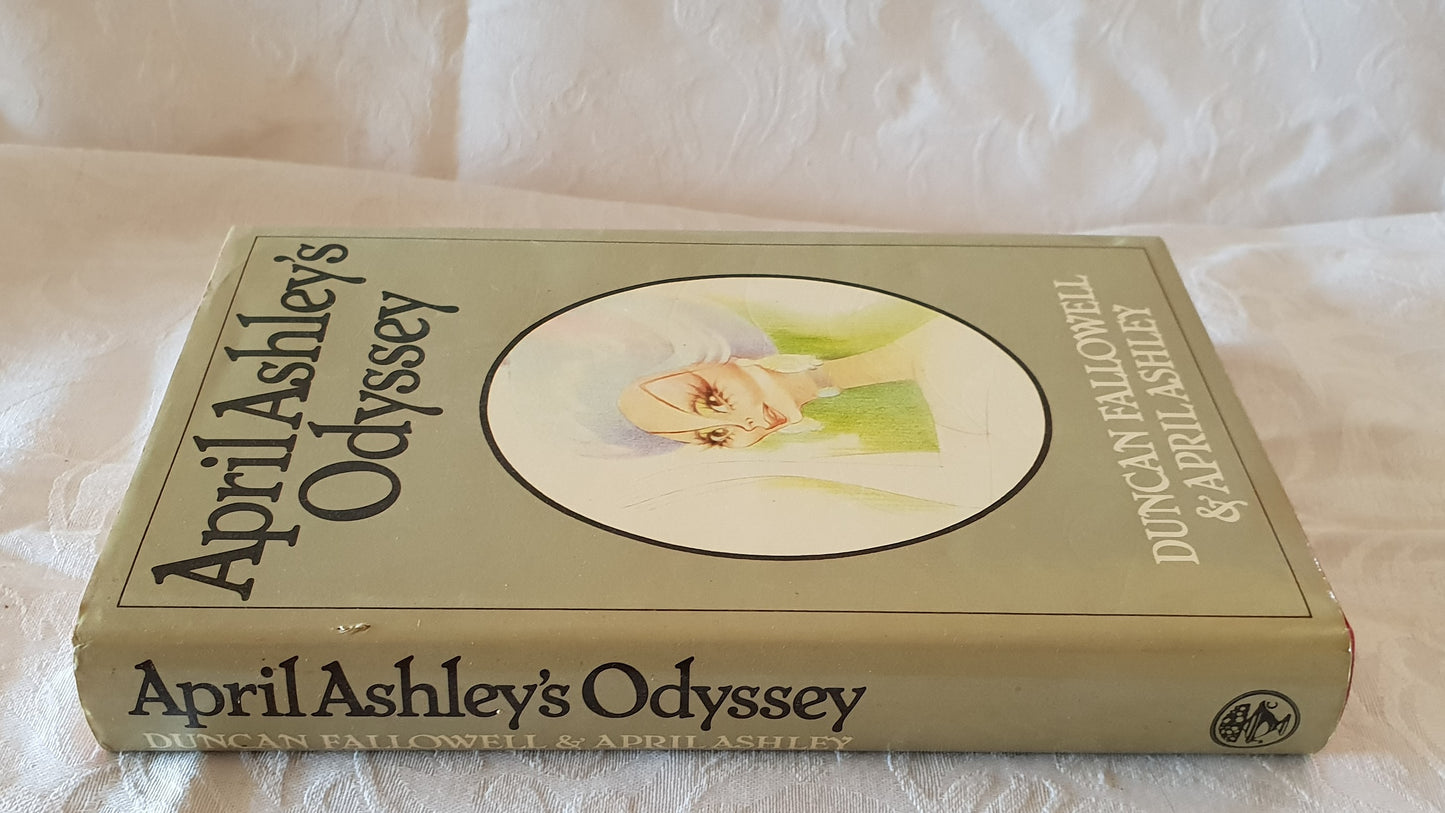 April Ashley's
Odyssey
DUNCAN FALLOWELL
& APRIL ASHLEY
April Ashley's Odyssey
DUNCAN FALLOWELL & APRIL ASHLEY